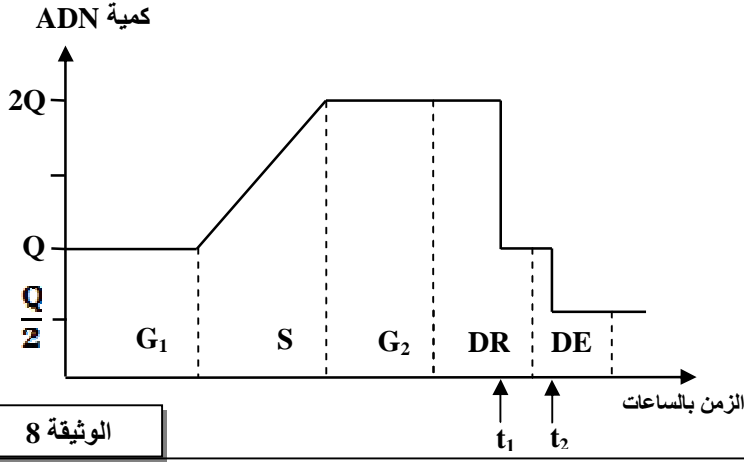 كمية ADN
2Q
Q
Q/2
G₁ S G₂ DR DE
الزمن بالساعات
t₁ t₂
الوثيقة 8